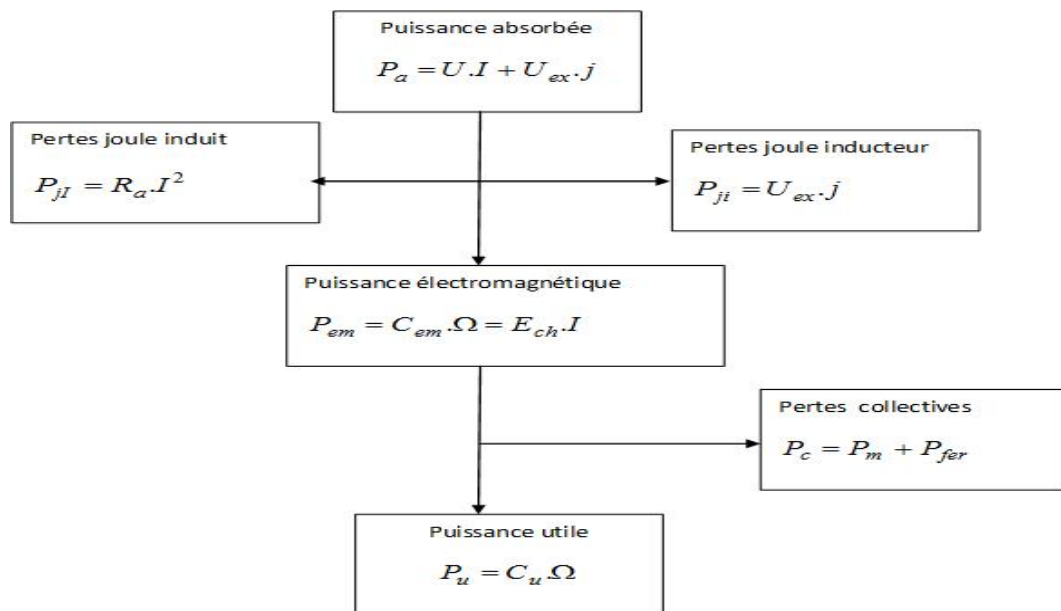 Puissance absorbée
P_a = U.I + U_ex.j
Pertes joule induit
P_jI = R_a.I²
Pertes joule inducteur
P_ji = U_ex.j
Puissance électromagnétique
P_em = C_em.Ω = E_ch.I
Pertes collectives
P_c = P_m + P_fer
Puissance utile
P_u = C_u.Ω